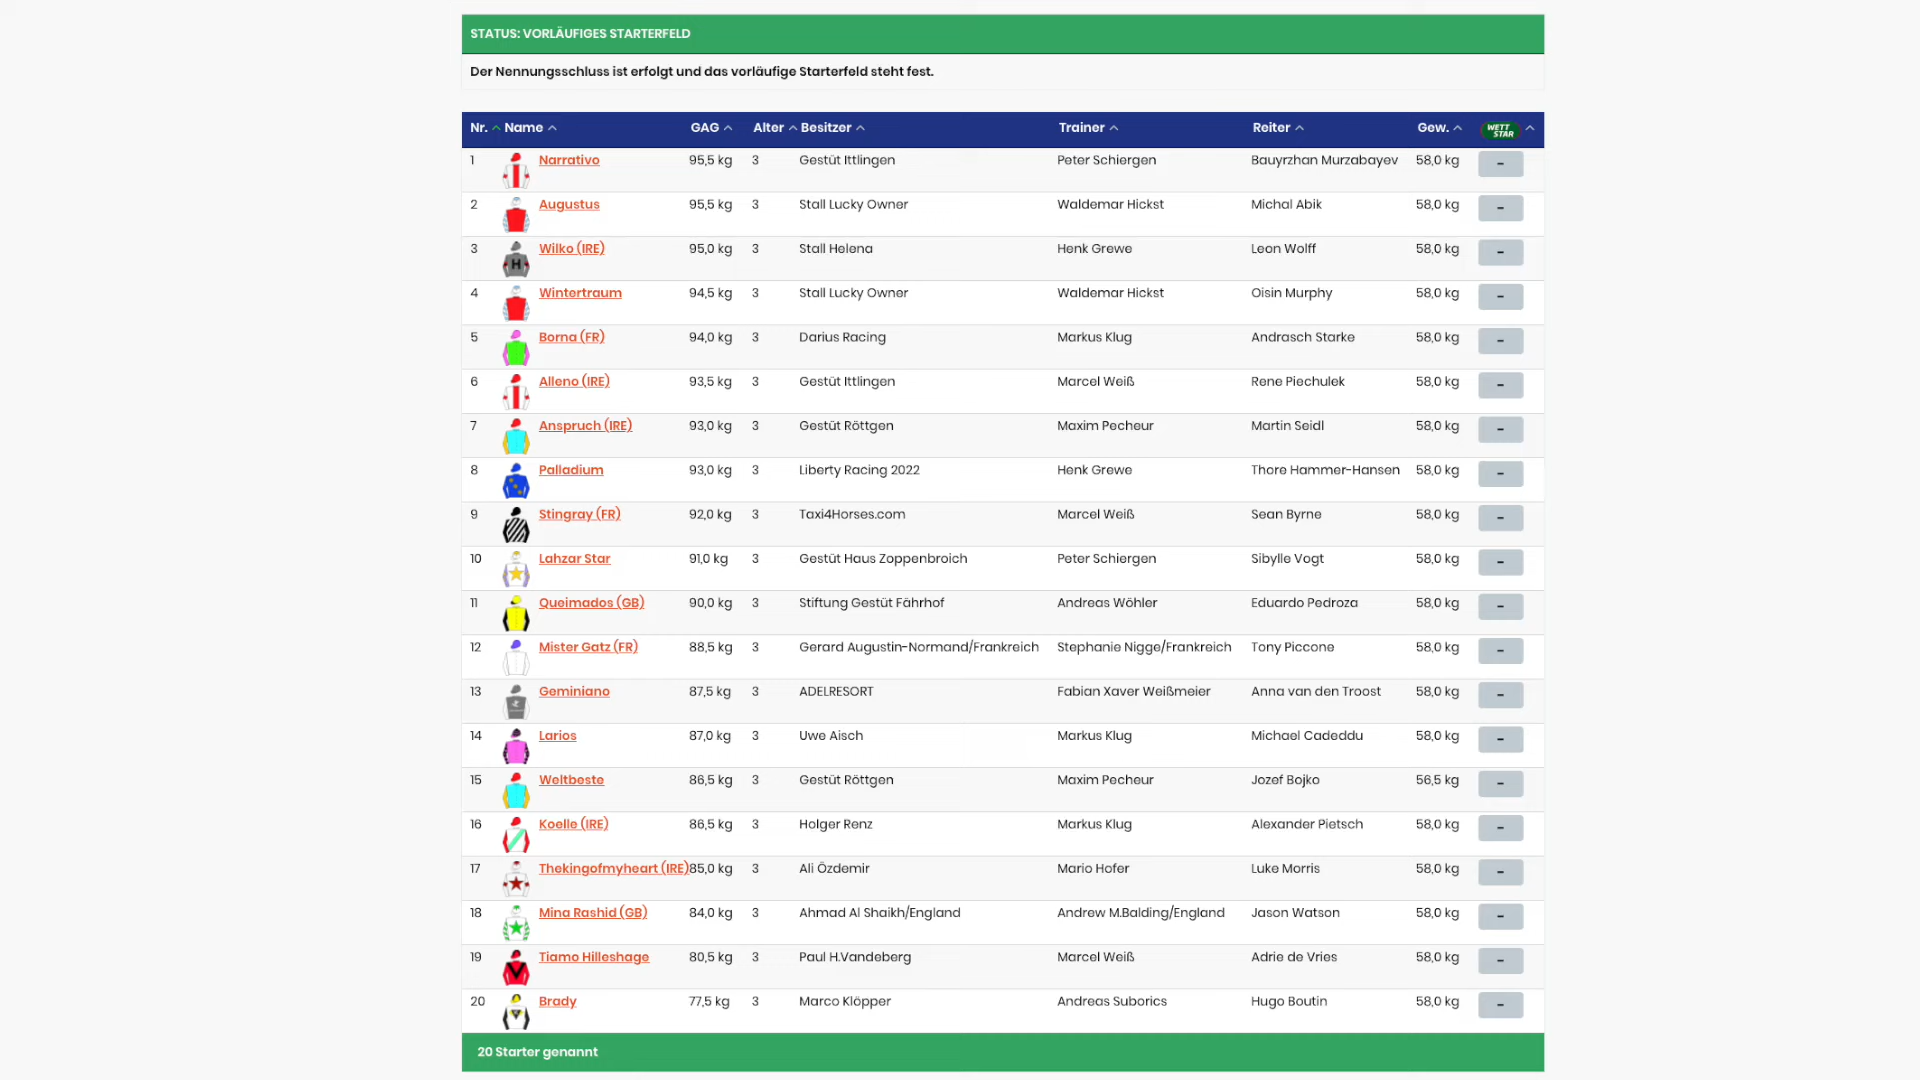 STATUS: VORLÄUFIGES STARTERFELD
Der Nennungsschluss ist erfolgt und das vorläufige Starterfeld steht fest.
Nr. Name GAG Alter Besitzer Trainer Reiter Gew. WETT STAR
1 Narrativo 95,5 kg 3 Gestüt Ittlingen Peter Schiergen Bauyrzhan Murzabayev 58,0 kg -
2 Augustus 95,5 kg 3 Stall Lucky Owner Waldemar Hickst Michal Abik 58,0 kg -
3 H Wilko (IRE) 95,0 kg 3 Stall Helena Henk Grewe Leon Wolff 58,0 kg -
4 Wintertraum 94,5 kg 3 Stall Lucky Owner Waldemar Hickst Oisin Murphy 58,0 kg -
5 Borna (FR) 94,0 kg 3 Darius Racing Markus Klug Andrasch Starke 58,0 kg -
6 Alleno (IRE) 93,5 kg 3 Gestüt Ittlingen Marcel Weiß Rene Piechulek 58,0 kg -
7 Anspruch (IRE) 93,0 kg 3 Gestüt Röttgen Maxim Pecheur Martin Seidl 58,0 kg -
8 Palladium 93,0 kg 3 Liberty Racing 2022 Henk Grewe Thore Hammer-Hansen 58,0 kg -
9 Stingray (FR) 92,0 kg 3 Taxi4Horses.com Marcel Weiß Sean Byrne 58,0 kg -
10 Lahzar Star 91,0 kg 3 Gestüt Haus Zoppenbroich Peter Schiergen Sibylle Vogt 58,0 kg -
11 Queimados (GB) 90,0 kg 3 Stiftung Gestüt Fährhof Andreas Wöhler Eduardo Pedroza 58,0 kg -
12 Mister Gatz (FR) 88,5 kg 3 Gerard Augustin-Normand/Frankreich Stephanie Nigge/Frankreich Tony Piccone 58,0 kg -
13 Geminiano 87,5 kg 3 ADELRESORT Fabian Xaver Weißmeier Anna van den Troost 58,0 kg -
14 Larios 87,0 kg 3 Uwe Aisch Markus Klug Michael Cadeddu 58,0 kg -
15 Weltbeste 86,5 kg 3 Gestüt Röttgen Maxim Pecheur Jozef Bojko 56,5 kg -
16 Koelle (IRE) 86,5 kg 3 Holger Renz Markus Klug Alexander Pietsch 58,0 kg -
17 Thekingofmyheart (IRE) 85,0 kg 3 Ali Özdemir Mario Hofer Luke Morris 58,0 kg -
18 Mina Rashid (GB) 84,0 kg 3 Ahmad Al Shaikh/England Andrew M.Balding/England Jason Watson 58,0 kg -
19 Tiamo Hilleshage 80,5 kg 3 Paul H.Vandeberg Marcel Weiß Adrie de Vries 58,0 kg -
20 Brady 77,5 kg 3 Marco Klöpper Andreas Suborics Hugo Boutin 58,0 kg -
20 Starter genannt